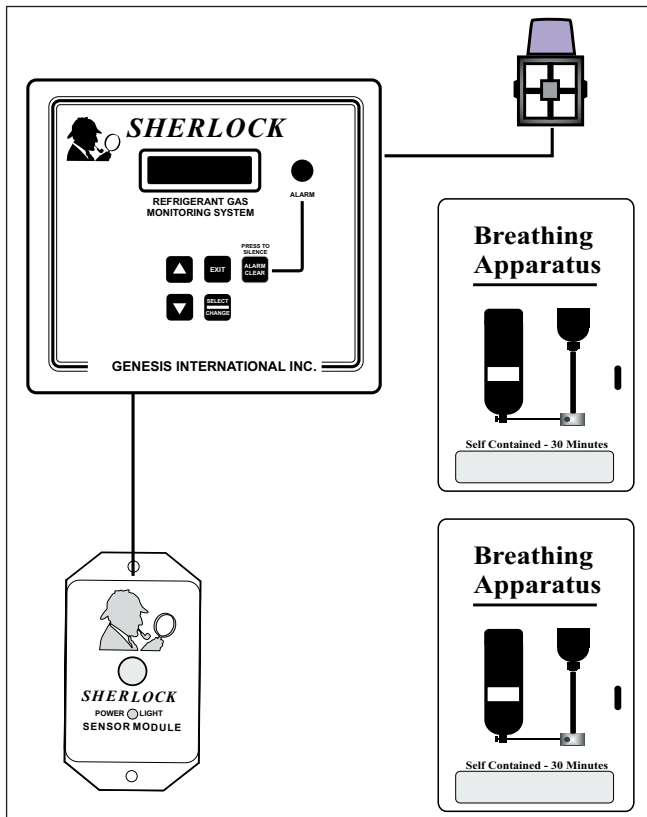 SHERLOCK
REFRIGERANT GAS
MONITORING SYSTEM
ALARM
PRESS TO
SILENCE
EXIT
ALARM
CLEAR
SELECT
CHANGE
GENESIS INTERNATIONAL INC.
Breathing
Apparatus
Self Contained - 30 Minutes
SHERLOCK
POWER LIGHT
SENSOR MODULE
Breathing
Apparatus
Self Contained - 30 Minutes